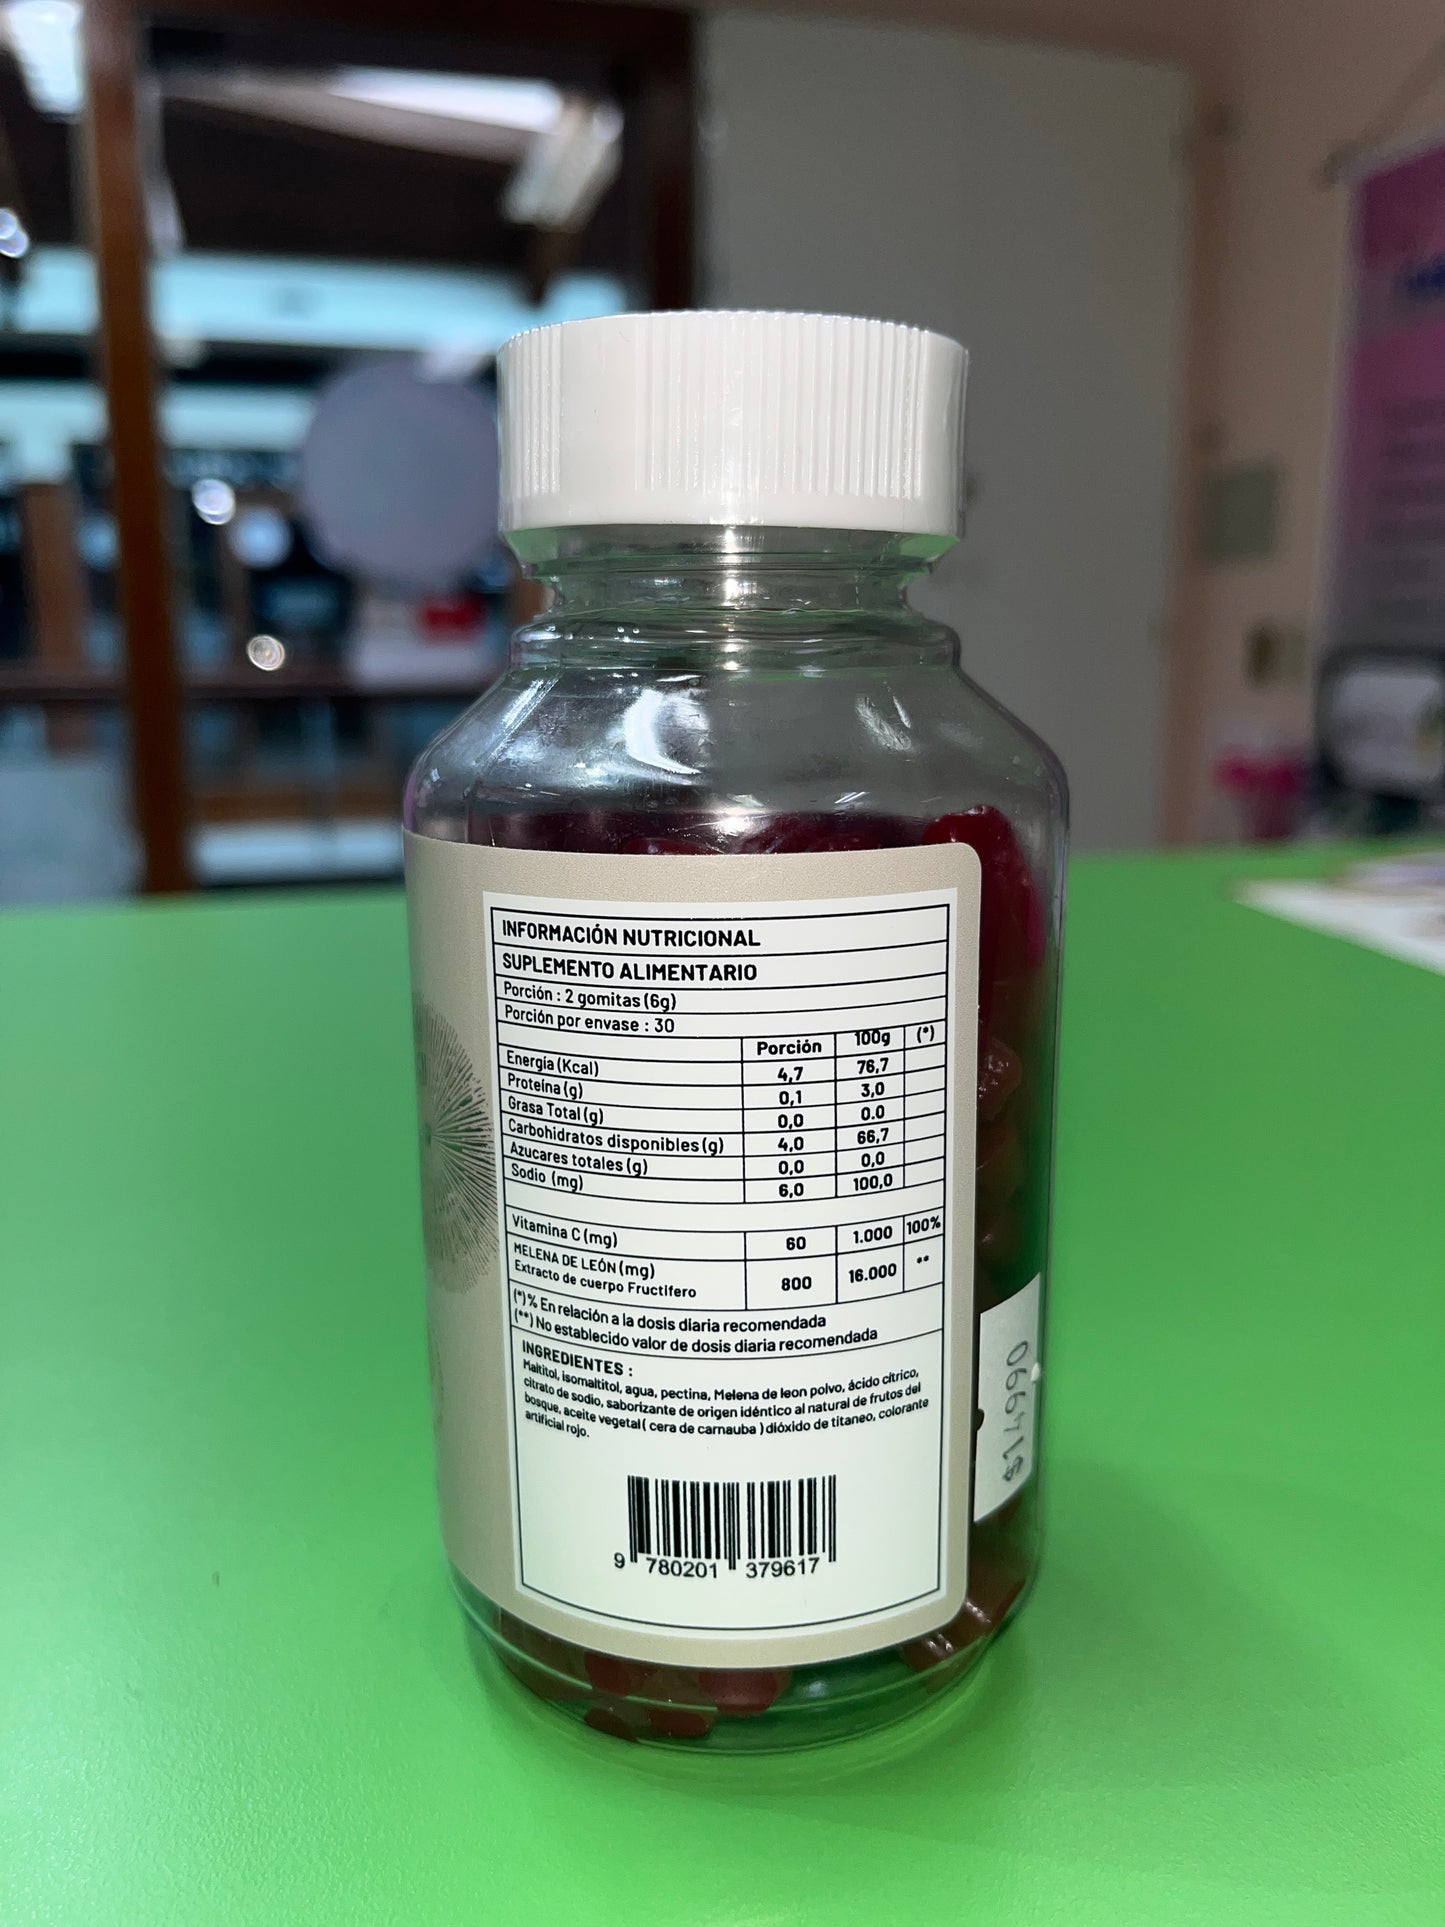 INFORMACIÓN NUTRICIONAL
SUPLEMENTO ALIMENTARIO
Porción : 2 gomitas (6g)
Porción por envase : 30
Porción 100g (*)
Energía (Kcal) 4,7 76,7
Proteína (g) 0,1 3,0
Grasa Total (g) 0,0 0.0
Carbohidratos disponibles (g) 4,0 66,7
Azucares totales (g) 0,0 0,0
Sodio (mg) 6,0 100,0
Vitamina C (mg) 60 1.000 100%
MELENA DE LEÓN (mg)
Extracto de cuerpo Fructífero 800 16.000 **
(*) % En relación a la dosis diaria recomendada
(**) No establecido valor de dosis diaria recomendada
INGREDIENTES :
Maltitol, isomaltitol, agua, pectina, Melena de leon polvo, ácido cítrico,
citrato de sodio, saborizante de origen idéntico al natural de frutos del
bosque, aceite vegetal ( cera de carnauba ) dióxido de titaneo, colorante
artificial rojo.
9 780201 379617
$14990